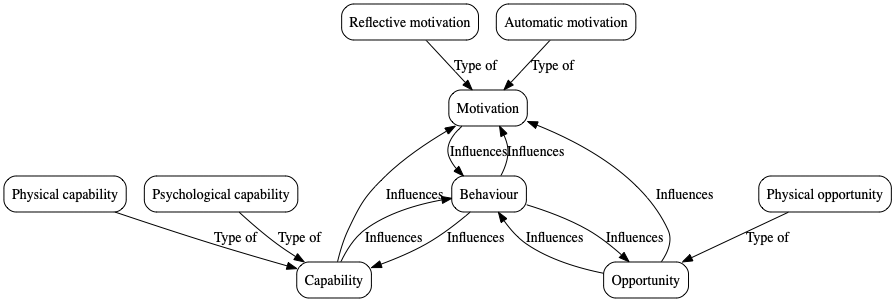 Reflective motivation
Automatic motivation
Type of
Type of
Motivation
Influences
Influences
Physical capability
Psychological capability
Influences
Behaviour
Influences
Physical opportunity
Type of
Type of
Influences
Influences
Influences
Influences
Type of
Capability
Opportunity